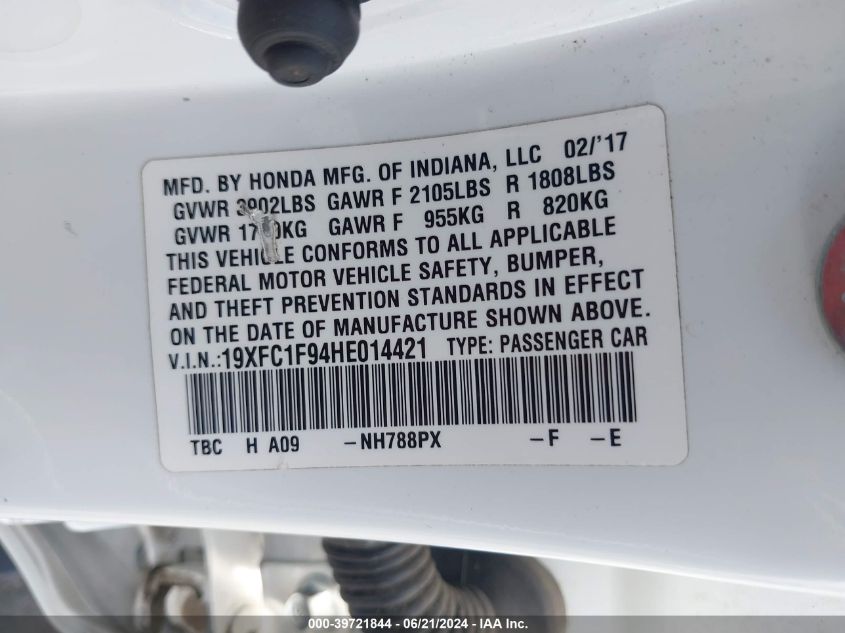 MFD. BY HONDA MFG. OF INDIANA, LLC 02/'17
GVWR 3902LBS GAWR F 2105LBS R 1808LBS
GVWR KG GAWR F 955KG R 820KG
THIS VEHICLE CONFORMS TO ALL APPLICABLE
FEDERAL MOTOR VEHICLE SAFETY, BUMPER,
AND THEFT PREVENTION STANDARDS IN EFFECT
ON THE DATE OF MANUFACTURE SHOWN ABOVE.
V.I.N.:19XFC1F94HE014421 TYPE: PASSENGER CAR
TBC H A09 -NH788PX -F -E
000-39721844 - 06/21/2024 - IAA Inc.